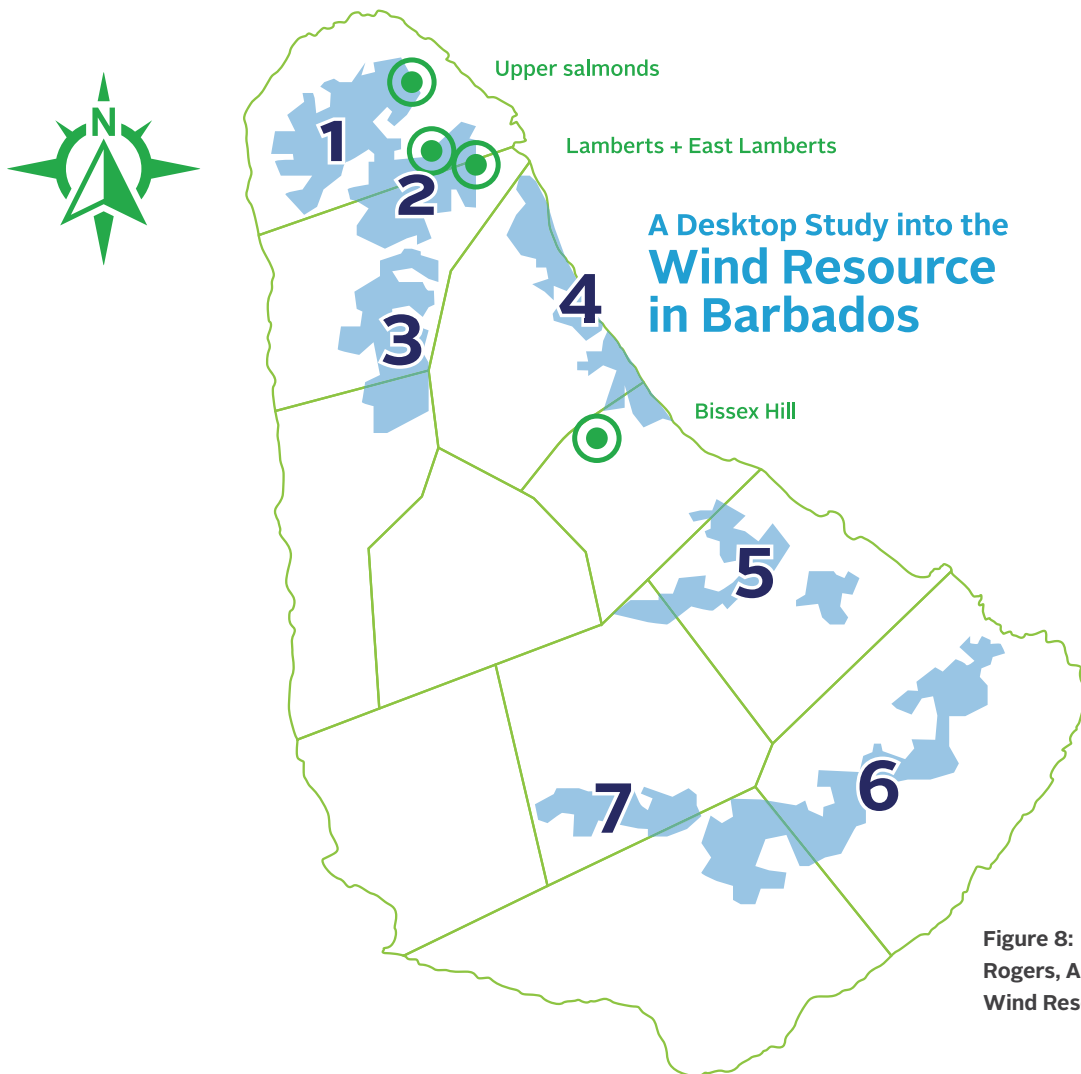 N
Upper salmonds
Lamberts + East Lamberts
1
2
A Desktop Study into the
Wind Resource
in Barbados
4
3
Bissex Hill
5
6
7
Figure 8:
Rogers, A
Wind Res